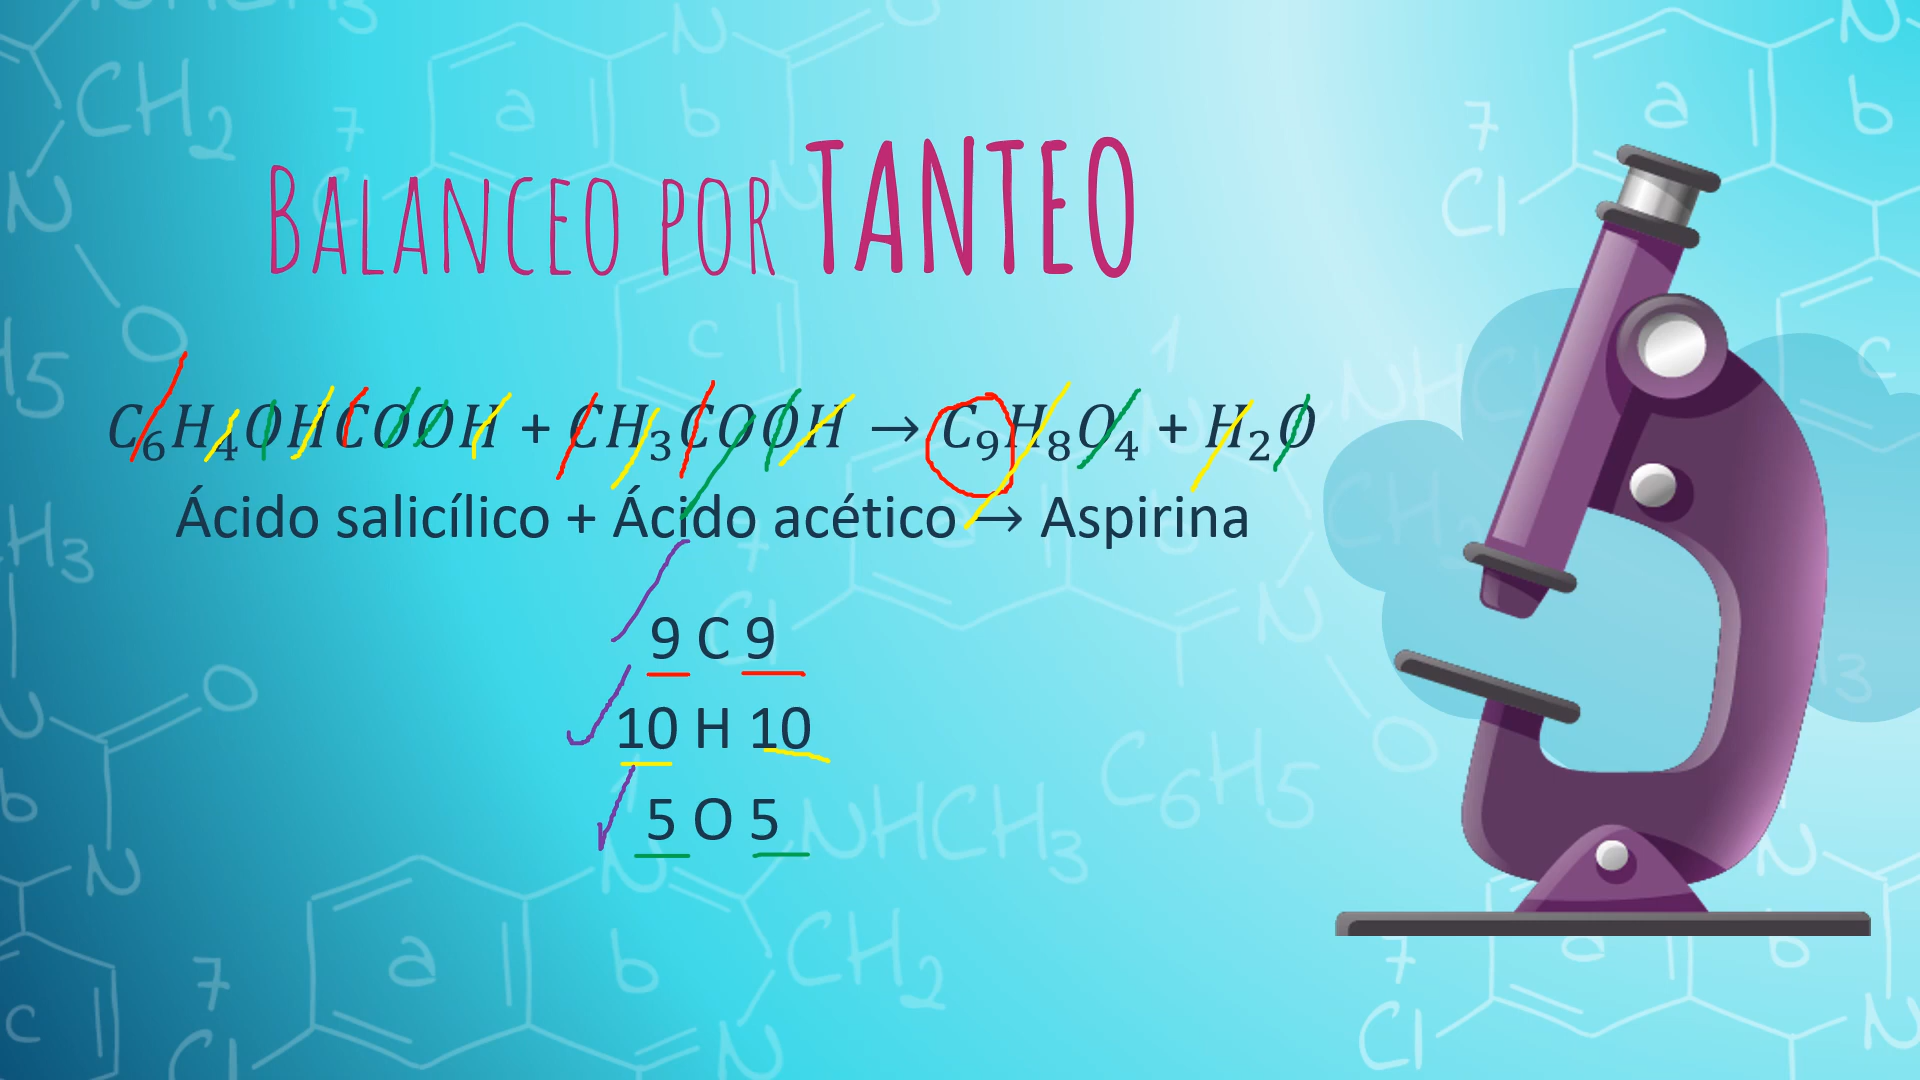 BALANCEO POR TANTEO
C₆H₄OHCOOH + CH₃COOH → C₉H₈O₄ + H₂O
Ácido salicílico + Ácido acético → Aspirina
9 C 9
10 H 10
5 O 5